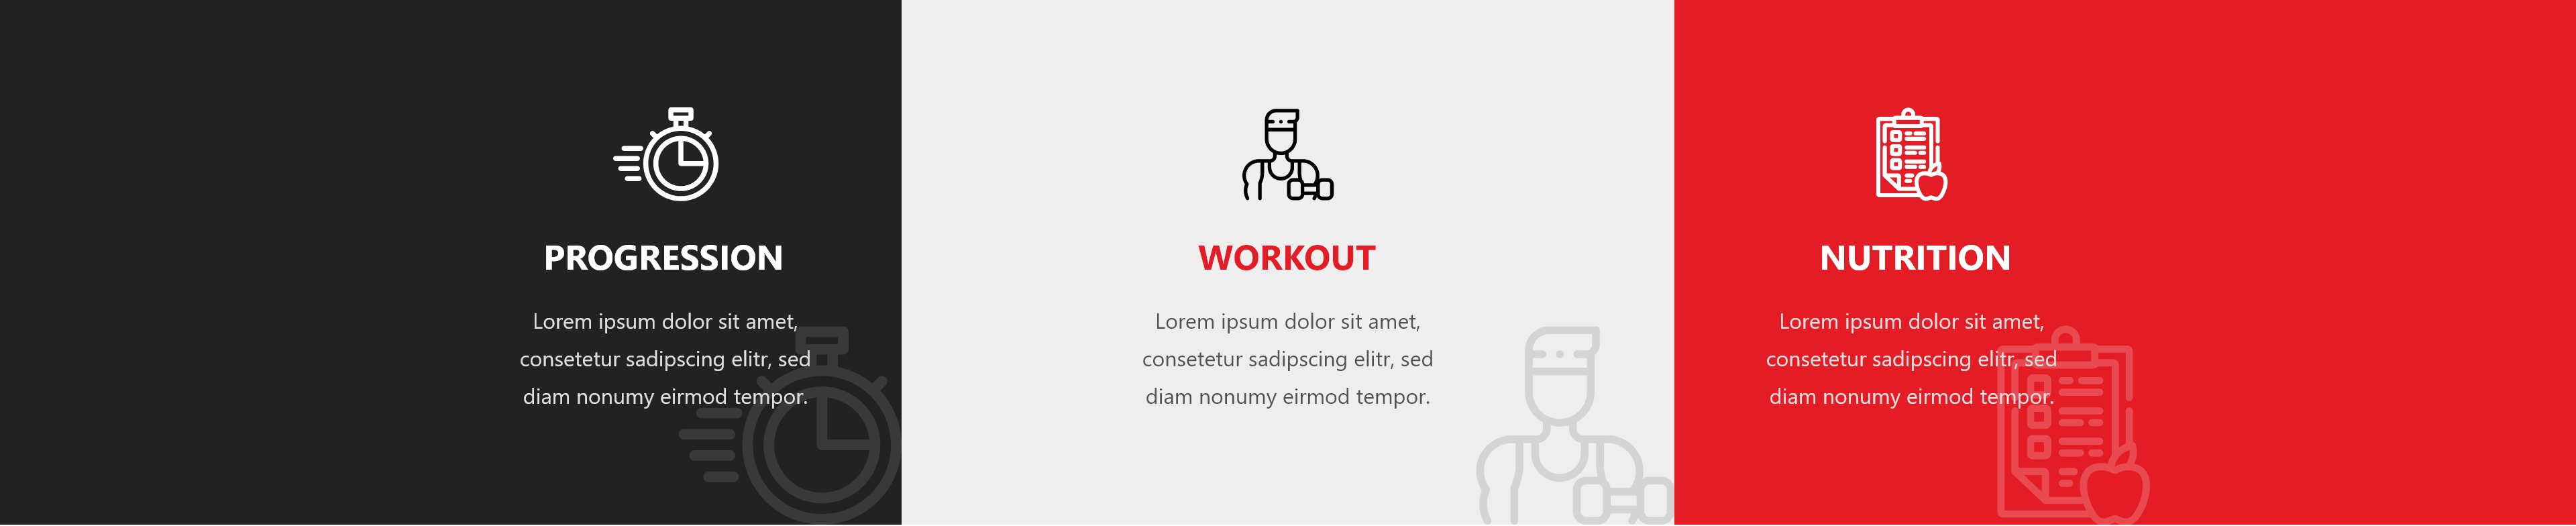 PROGRESSION
Lorem ipsum dolor sit amet,
consetetur sadipscing elitr, sed
diam nonumy eirmod tempor.
WORKOUT
Lorem ipsum dolor sit amet,
consetetur sadipscing elitr, sed
diam nonumy eirmod tempor.
NUTRITION
Lorem ipsum dolor sit amet,
consetetur sadipscing elitr, sed
diam nonumy eirmod tempor.